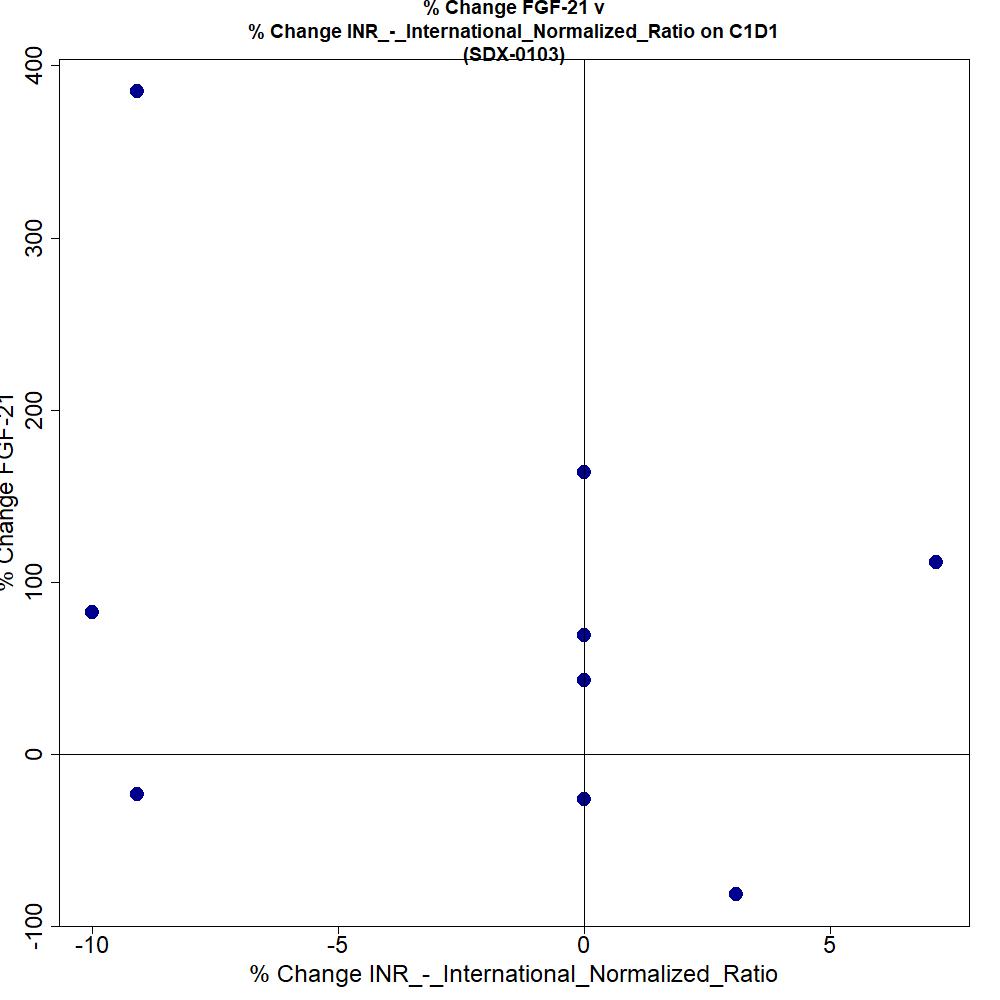 % Change FGF-21 v
% Change INR_-_International_Normalized_Ratio on C1D1
(SDX-0103)
400
300
200
100
0
-100
% Change FGF-21
-10
-5
0
5
% Change INR_-_International_Normalized_Ratio